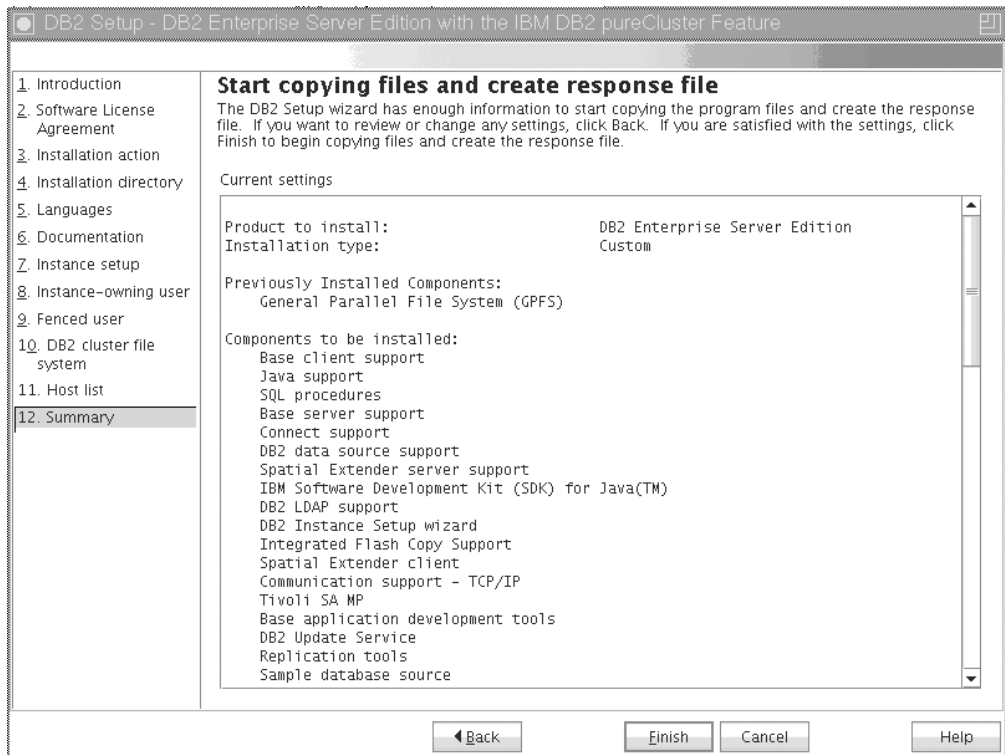 DB2 Setup - DB2 Enterprise Server Edition with the IBM DB2 pureCluster Feature
1. Introduction
2. Software License
Agreement
3. Installation action
4. Installation directory
5. Languages
6. Documentation
7. Instance setup
8. Instance-owning user
9. Fenced user
10. DB2 cluster file
system
11. Host list
12. Summary
Start copying files and create response file
The DB2 Setup wizard has enough information to start copying the program files and create the response
file. If you want to review or change any settings, click Back. If you are satisfied with the settings, click
Finish to begin copying files and create the response file.
Current settings
Product to install: DB2 Enterprise Server Edition
Installation type: Custom
Previously Installed Components:
General Parallel File System (GPFS)
Components to be installed:
Base client support
Java support
SQL procedures
Base server support
Connect support
DB2 data source support
Spatial Extender server support
IBM Software Development Kit (SDK) for Java(TM)
DB2 LDAP support
DB2 Instance Setup wizard
Integrated Flash Copy Support
Spatial Extender client
Communication support - TCP/IP
Tivoli SA MP
Base application development tools
DB2 Update Service
Replication tools
Sample database source
Back
Finish
Cancel
Help